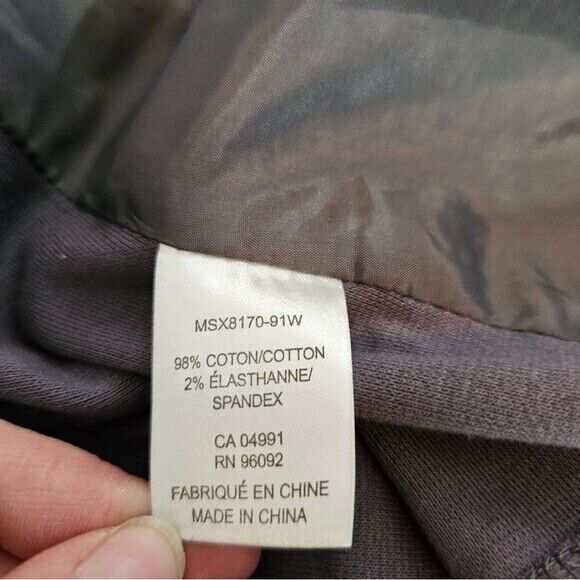 MSX8170-91W
98% COTON/COTTON
2% ÉLASTHANNE/
SPANDEX
CA 04991
RN 96092
FABRIQUÉ EN CHINE
MADE IN CHINA